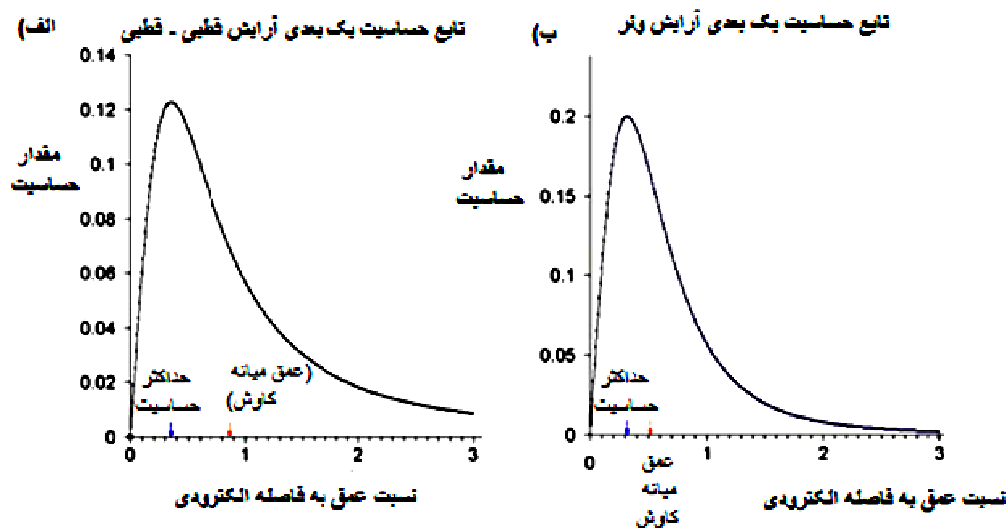 الف) تابع حساسیت یک بعدی آرایش قطبی - قطبی
0.14
0.12
0.1
0.08
0.06
0.04
0.02
0
مقدار
حساسیت
حداکثر
حساسیت
(عمق میانه
کاوش)
0 1 2 3
نسبت عمق به فاصله الکترودی
ب) تابع حساسیت یک بعدی آرایش ونر
0.2
0.15
0.1
0.05
0
مقدار
حساسیت
حداکثر
حساسیت
0 1 2 3
عمق
میانه
کاوش
نسبت عمق به فاصله الکترودی